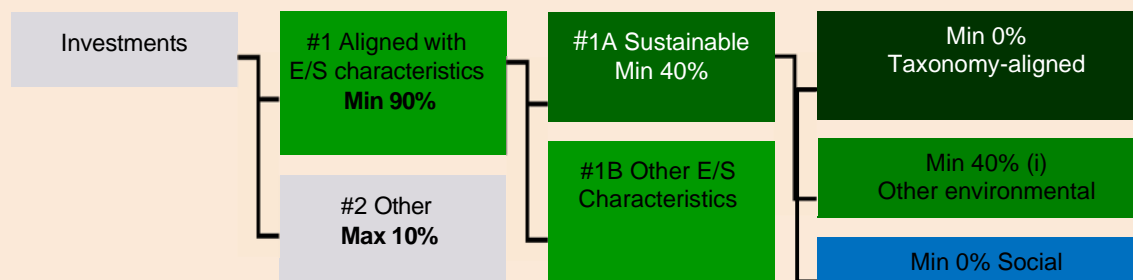 Investments
#1 Aligned with
E/S characteristics
Min 90%
#2 Other
Max 10%
#1A Sustainable
Min 40%
#1B Other E/S
Characteristics
Min 0%
Taxonomy-aligned
Min 40% (i)
Other environmental
Min 0% Social